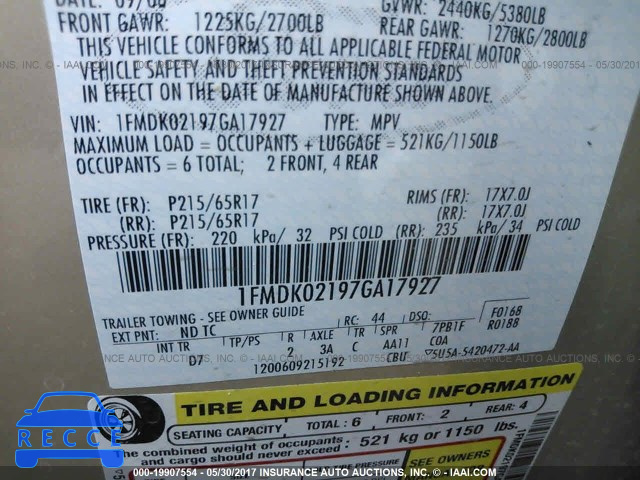 DATE 09/06
GVWR: 2440KG/5380LB
FRONT GAWR: 1225KG/2700LB
REAR GAWR: 1270KG/2800LB
THIS VEHICLE CONFORMS TO ALL APPLICABLE FEDERAL MOTOR
VEHICLE SAFETY AND THEFT PREVENTION STANDARDS
IN EFFECT ON THE DATE OF MANUFACTURE SHOWN ABOVE.
VIN: 1FMDK02197GA17927 TYPE: MPV
MAXIMUM LOAD = OCCUPANTS + LUGGAGE = 521KG/1150LB
OCCUPANTS = 6 TOTAL; 2 FRONT, 4 REAR
TIRE (FR): P215/65R17 RIMS (FR): 17X7.0J
(RR): P215/65R17 (RR): 17X7.0J
PRESSURE (FR): 220 kPa/ 32 PSI COLD (RR): 235 kPa/ 34 PSI COLD
1FMDK02197GA17927
TRAILER TOWING - SEE OWNER GUIDE
EXT PNT: ND TC RC: 44 DSO: F0168
R0188
INT TR TP/PS R AXLE TR SPR 7PB1F
D7 2 3A C AA11 COA
1200609215192 CBU ▽5U5A-5420472-AA
TIRE AND LOADING INFORMATION
SEATING CAPACITY TOTAL: 6 FRONT: 2 REAR: 4
The combined weight of occupants and cargo should never exceed: 521 kg or 1150 lbs.
TIRE PRESSURE
SEE OWNERS
000-19907554 - 05/30/2017 INSURANCE AUTO AUCTIONS, INC. - IAAI